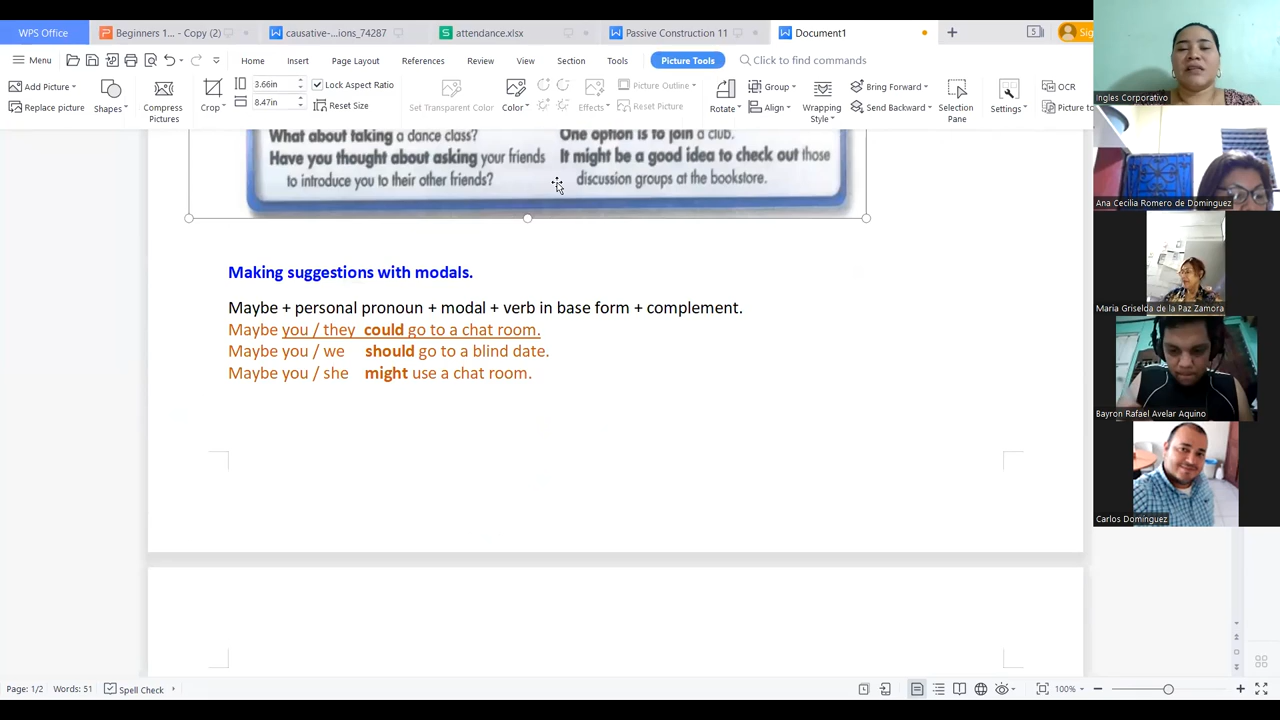 WPS Office
Beginners 1... - Copy (2)
causative-...ions_74287
attendance.xlsx
Passive Construction 11
Document1
Sig
Menu
Home
Insert
Page Layout
References
Review
View
Section
Tools
Picture Tools
Click to find commands
Add Picture
Replace picture
Shapes
Compress Pictures
Crop
3.66in
8.47in
Lock Aspect Ratio
Reset Size
Set Transparent Color
Color
Effects
Picture Outline
Reset Picture
Rotate
Group
Align
Wrapping Style
Bring Forward
Send Backward
Selection Pane
Settings
OCR
Picture to
What about taking a dance class?
Have you thought about asking your friends
to introduce you to their other friends?
One option is to join a club.
It might be a good idea to check out those
discussion groups at the bookstore.
Making suggestions with modals.
Maybe + personal pronoun + modal + verb in base form + complement.
Maybe you / they could go to a chat room.
Maybe you / we should go to a blind date.
Maybe you / she might use a chat room.
Ingles Corporativo
Ana Cecilia Romero de Dominguez
Maria Griselda de la Paz Zamora
Bayron Rafael Avelar Aquino
Carlos Dominguez
Page: 1/2
Words: 51
Spell Check
100%